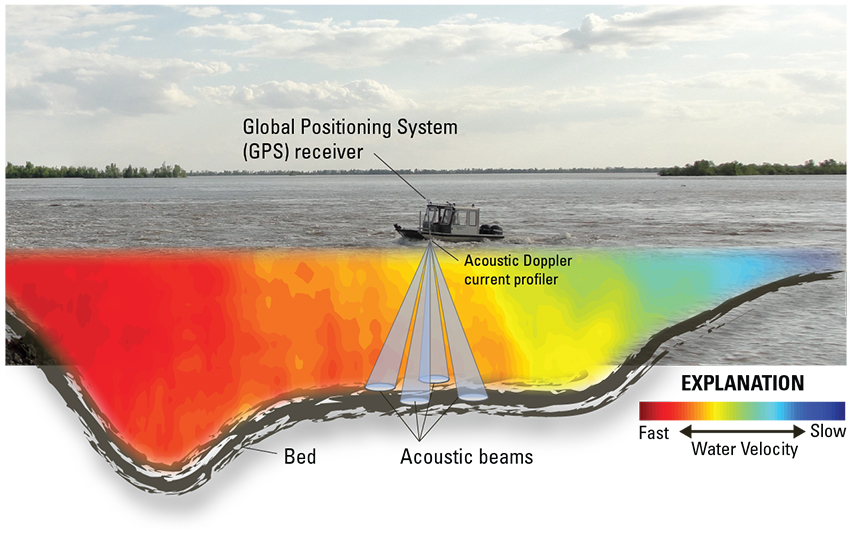 Global Positioning System
(GPS) receiver
Acoustic Doppler
current profiler
EXPLANATION
Fast
Slow
Water Velocity
Bed
Acoustic beams